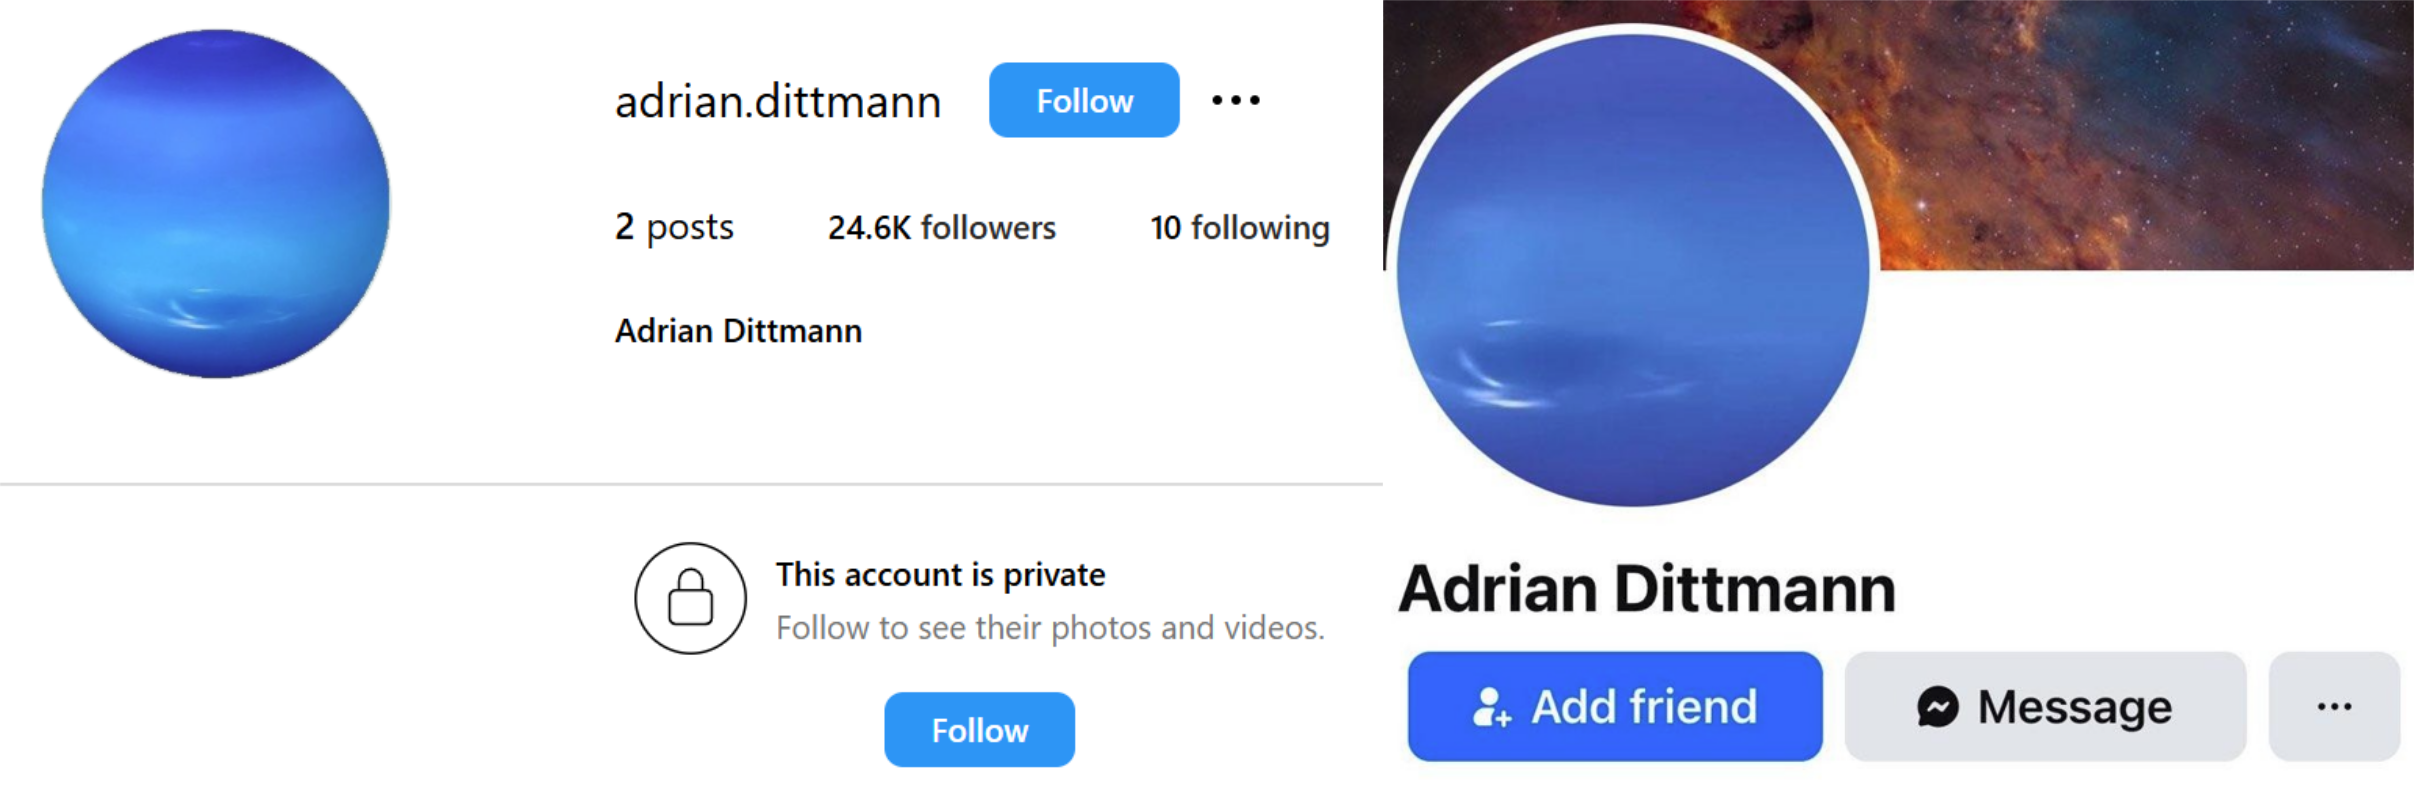 adrian.dittmann Follow •••
2 posts 24.6K followers 10 following
Adrian Dittmann
This account is private
Follow to see their photos and videos.
Follow
Adrian Dittmann
Add friend Message ...